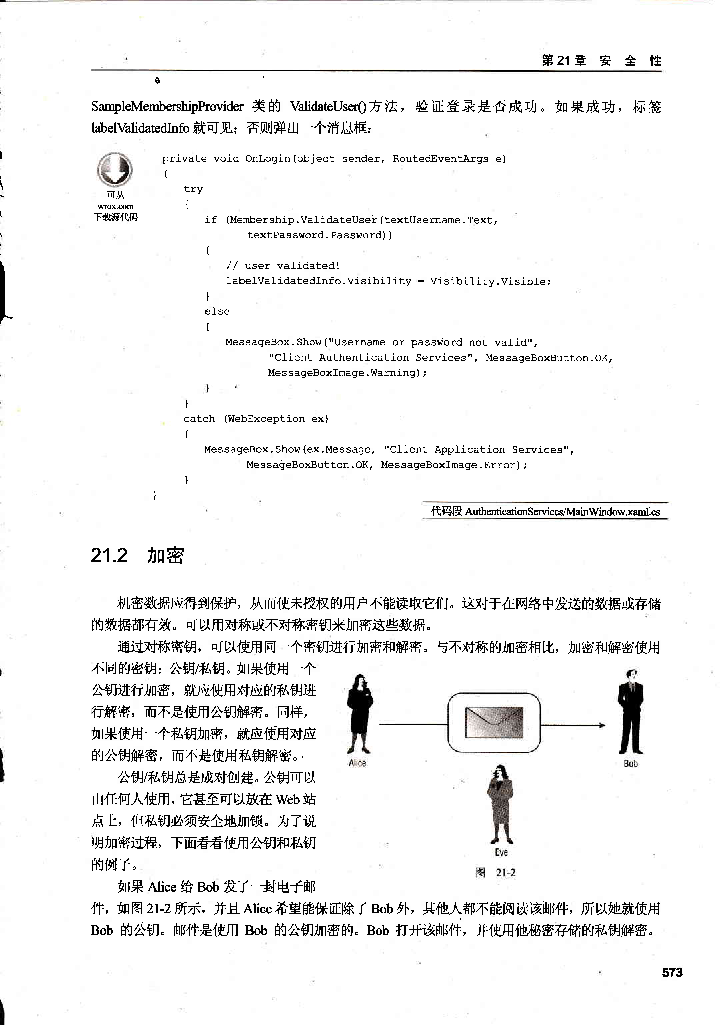 第21章 安 全 性
SampleMembershipProvider 类的 ValidateUser()方法，验证登录是否成功。如果成功，标签
labelValidatedInfo 就可见；否则弹出一个消息框：
可从
wrox.com
下载源代码
private void OnLogin(object sender, RoutedEventArgs e)
{
try
{
if (Membership.ValidateUser(textUsername.Text,
textPassword.Password))
{
// user validated!
labelValidatedInfo.Visibility = Visibility.Visible;
}
else
{
MessageBox.Show("Username or password not valid",
"Client Authentication Services", MessageBoxButton.OK,
MessageBoxImage.Warning);
}
}
catch (WebException ex)
{
MessageBox.Show(ex.Message, "Client Application Services",
MessageBoxButton.OK, MessageBoxImage.Error);
}
}
代码段 AuthenticationServices/MainWindow.xaml.cs
21.2 加密
机密数据应得到保护，从而使未授权的用户不能读取它们。这对于在网络中发送的数据或存储
的数据都有效。可以用对称或不对称密钥来加密这些数据。
通过对称密钥，可以使用同一个密钥进行加密和解密。与不对称的加密相比，加密和解密使用
不同的密钥：公钥/私钥。如果使用一个
公钥进行加密，就应使用对应的私钥进
行解密，而不是使用公钥解密。同样，
如果使用一个私钥加密，就应使用对应
的公钥解密，而不是使用私钥解密。
公钥/私钥总是成对创建。公钥可以
由任何人使用，它甚至可以放在 Web 站
点上，但私钥必须安全地加锁。为了说
明加密过程，下面看看使用公钥和私钥
的例子。
Alice
Bob
Eve
图 21-2
如果 Alice 给 Bob 发了一封电子邮
件，如图 21-2 所示，并且 Alice 希望能保证除了 Bob 外，其他人都不能阅读该邮件，所以她就使用
Bob 的公钥。邮件是使用 Bob 的公钥加密的。Bob 打开该邮件，并使用他秘密存储的私钥解密。
573